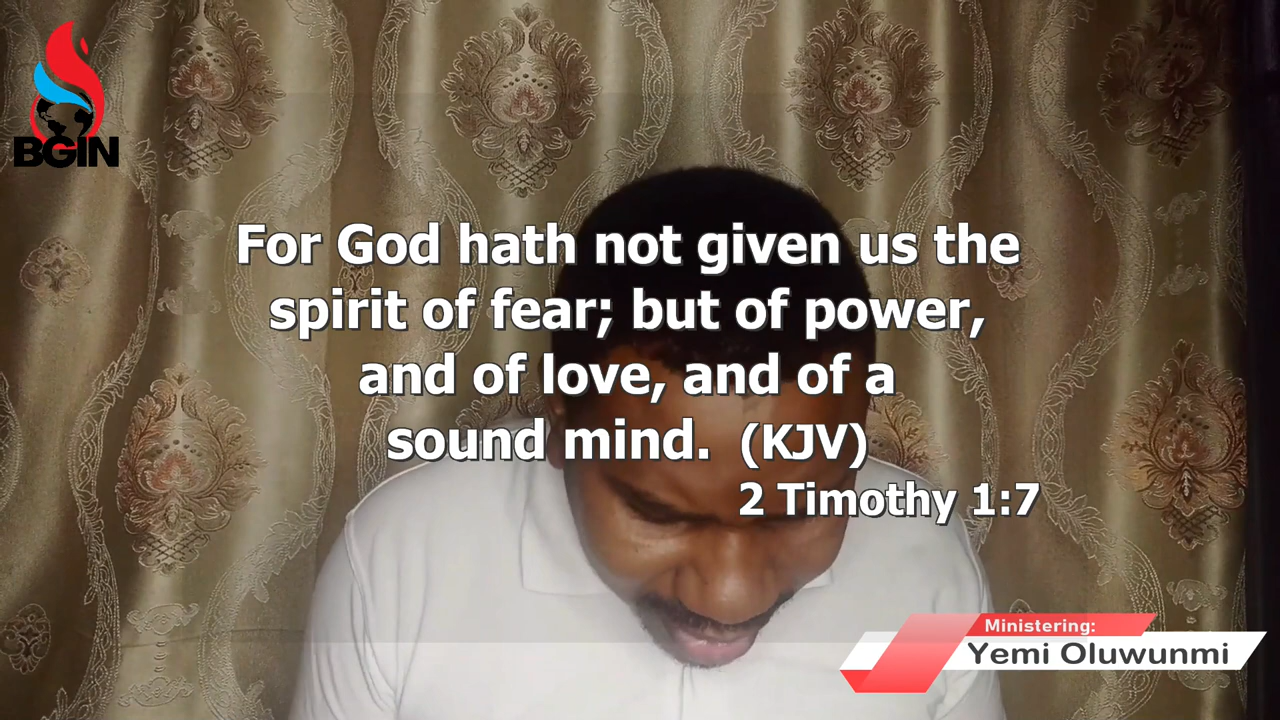 BGIN
For God hath not given us the
spirit of fear; but of power,
and of love, and of a
sound mind. (KJV)
2 Timothy 1:7
Ministering:
Yemi Oluwunmi